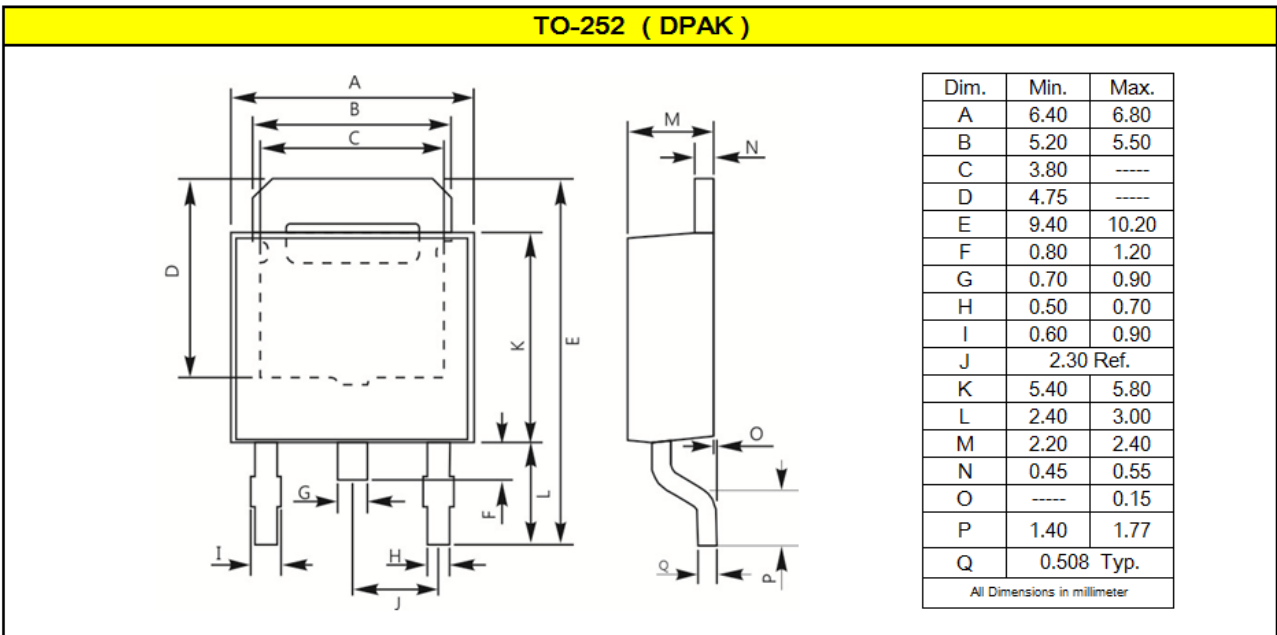 TO-252 ( DPAK )
A
B
C
D
K
E
G
F
L
I
H
J
M
N
O
Q
P
Dim. Min. Max.
A 6.40 6.80
B 5.20 5.50
C 3.80 -----
D 4.75 -----
E 9.40 10.20
F 0.80 1.20
G 0.70 0.90
H 0.50 0.70
I 0.60 0.90
J 2.30 Ref.
K 5.40 5.80
L 2.40 3.00
M 2.20 2.40
N 0.45 0.55
O ----- 0.15
P 1.40 1.77
Q 0.508 Typ.
All Dimensions in millimeter